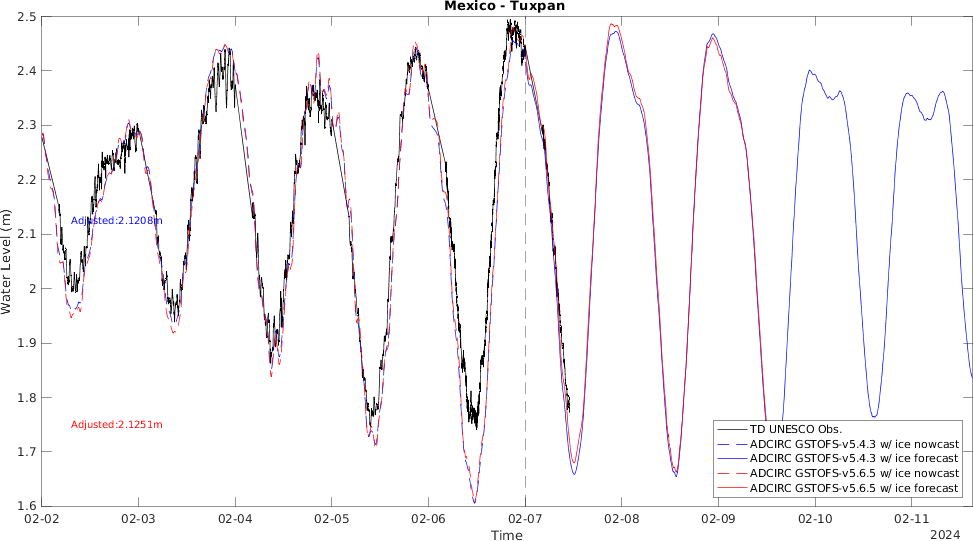 Mexico - Tuxpan
2.5
2.4
2.3
2.2
2.1
2
1.9
1.8
1.7
1.6
Water Level (m)
Adjusted:2.1208m
Adjusted:2.1251m
TD UNESCO Obs.
ADCIRC GSTOFS-v5.4.3 w/ ice nowcast
ADCIRC GSTOFS-v5.4.3 w/ ice forecast
ADCIRC GSTOFS-v5.6.5 w/ ice nowcast
ADCIRC GSTOFS-v5.6.5 w/ ice forecast
02-02 02-03 02-04 02-05 02-06 02-07 02-08 02-09 02-10 02-11
Time
2024